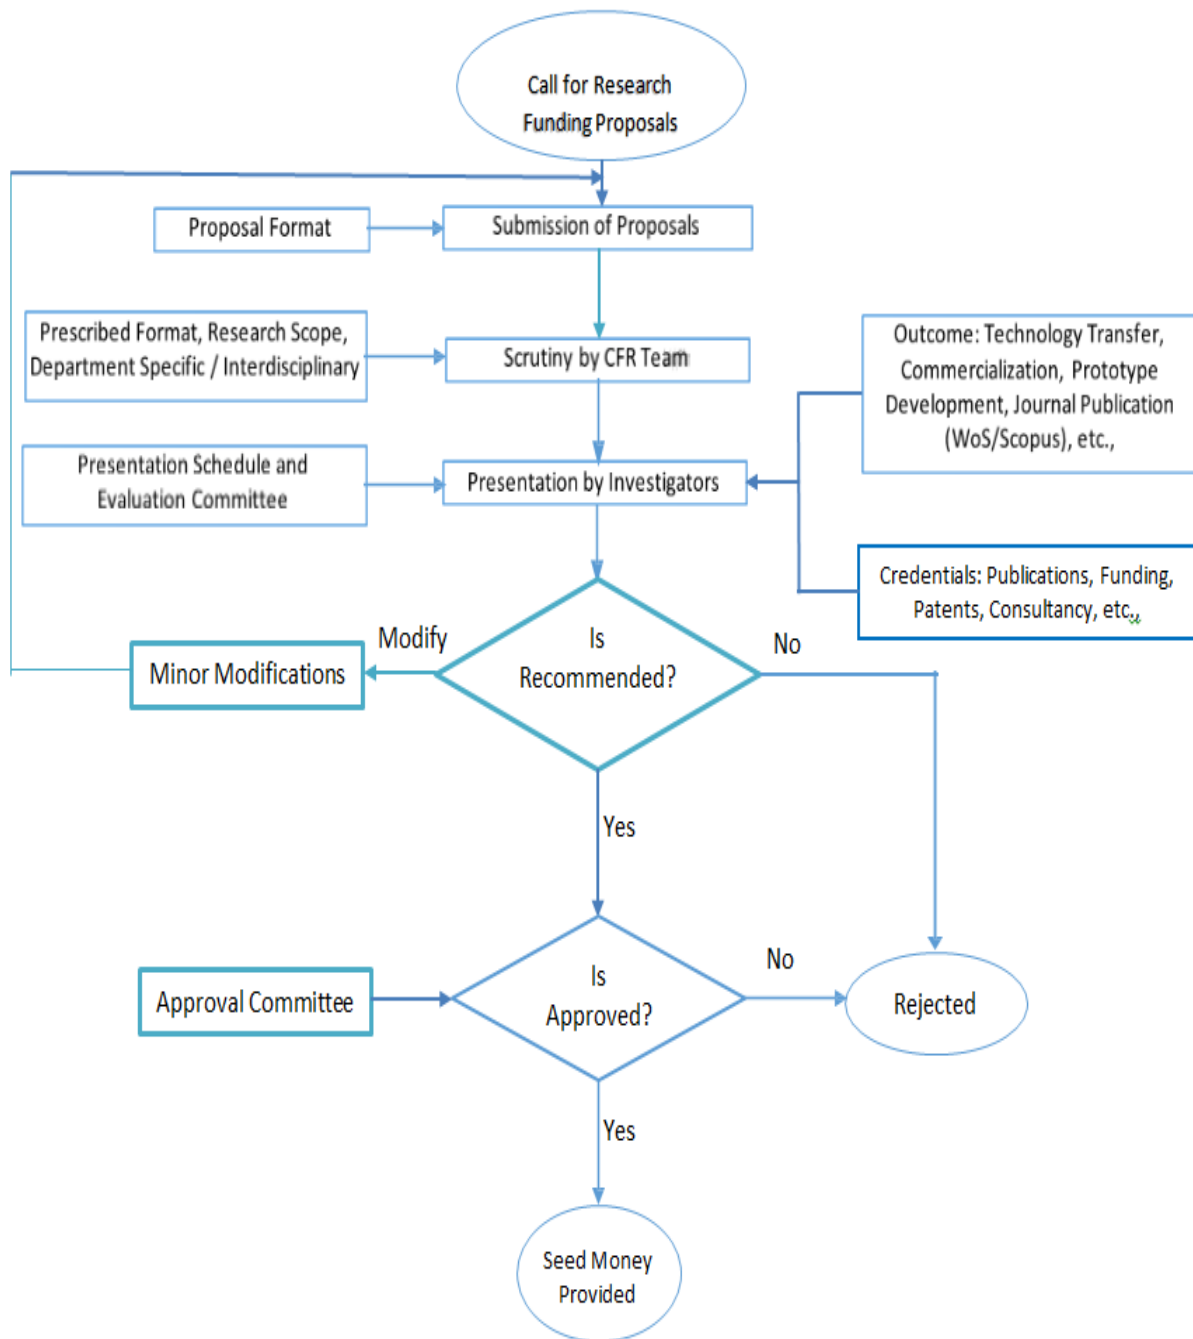 Call for Research
Funding Proposals
Proposal Format
Submission of Proposals
Prescribed Format, Research Scope,
Department Specific / Interdisciplinary
Scrutiny by CFR Team
Outcome: Technology Transfer,
Commercialization, Prototype
Development, Journal Publication
(WoS/Scopus), etc.,
Presentation Schedule and
Evaluation Committee
Presentation by Investigators
Credentials: Publications, Funding,
Patents, Consultancy, etc.,
Modify
Is
Recommended?
No
Minor Modifications
Yes
Approval Committee
Is
Approved?
No
Rejected
Yes
Seed Money
Provided